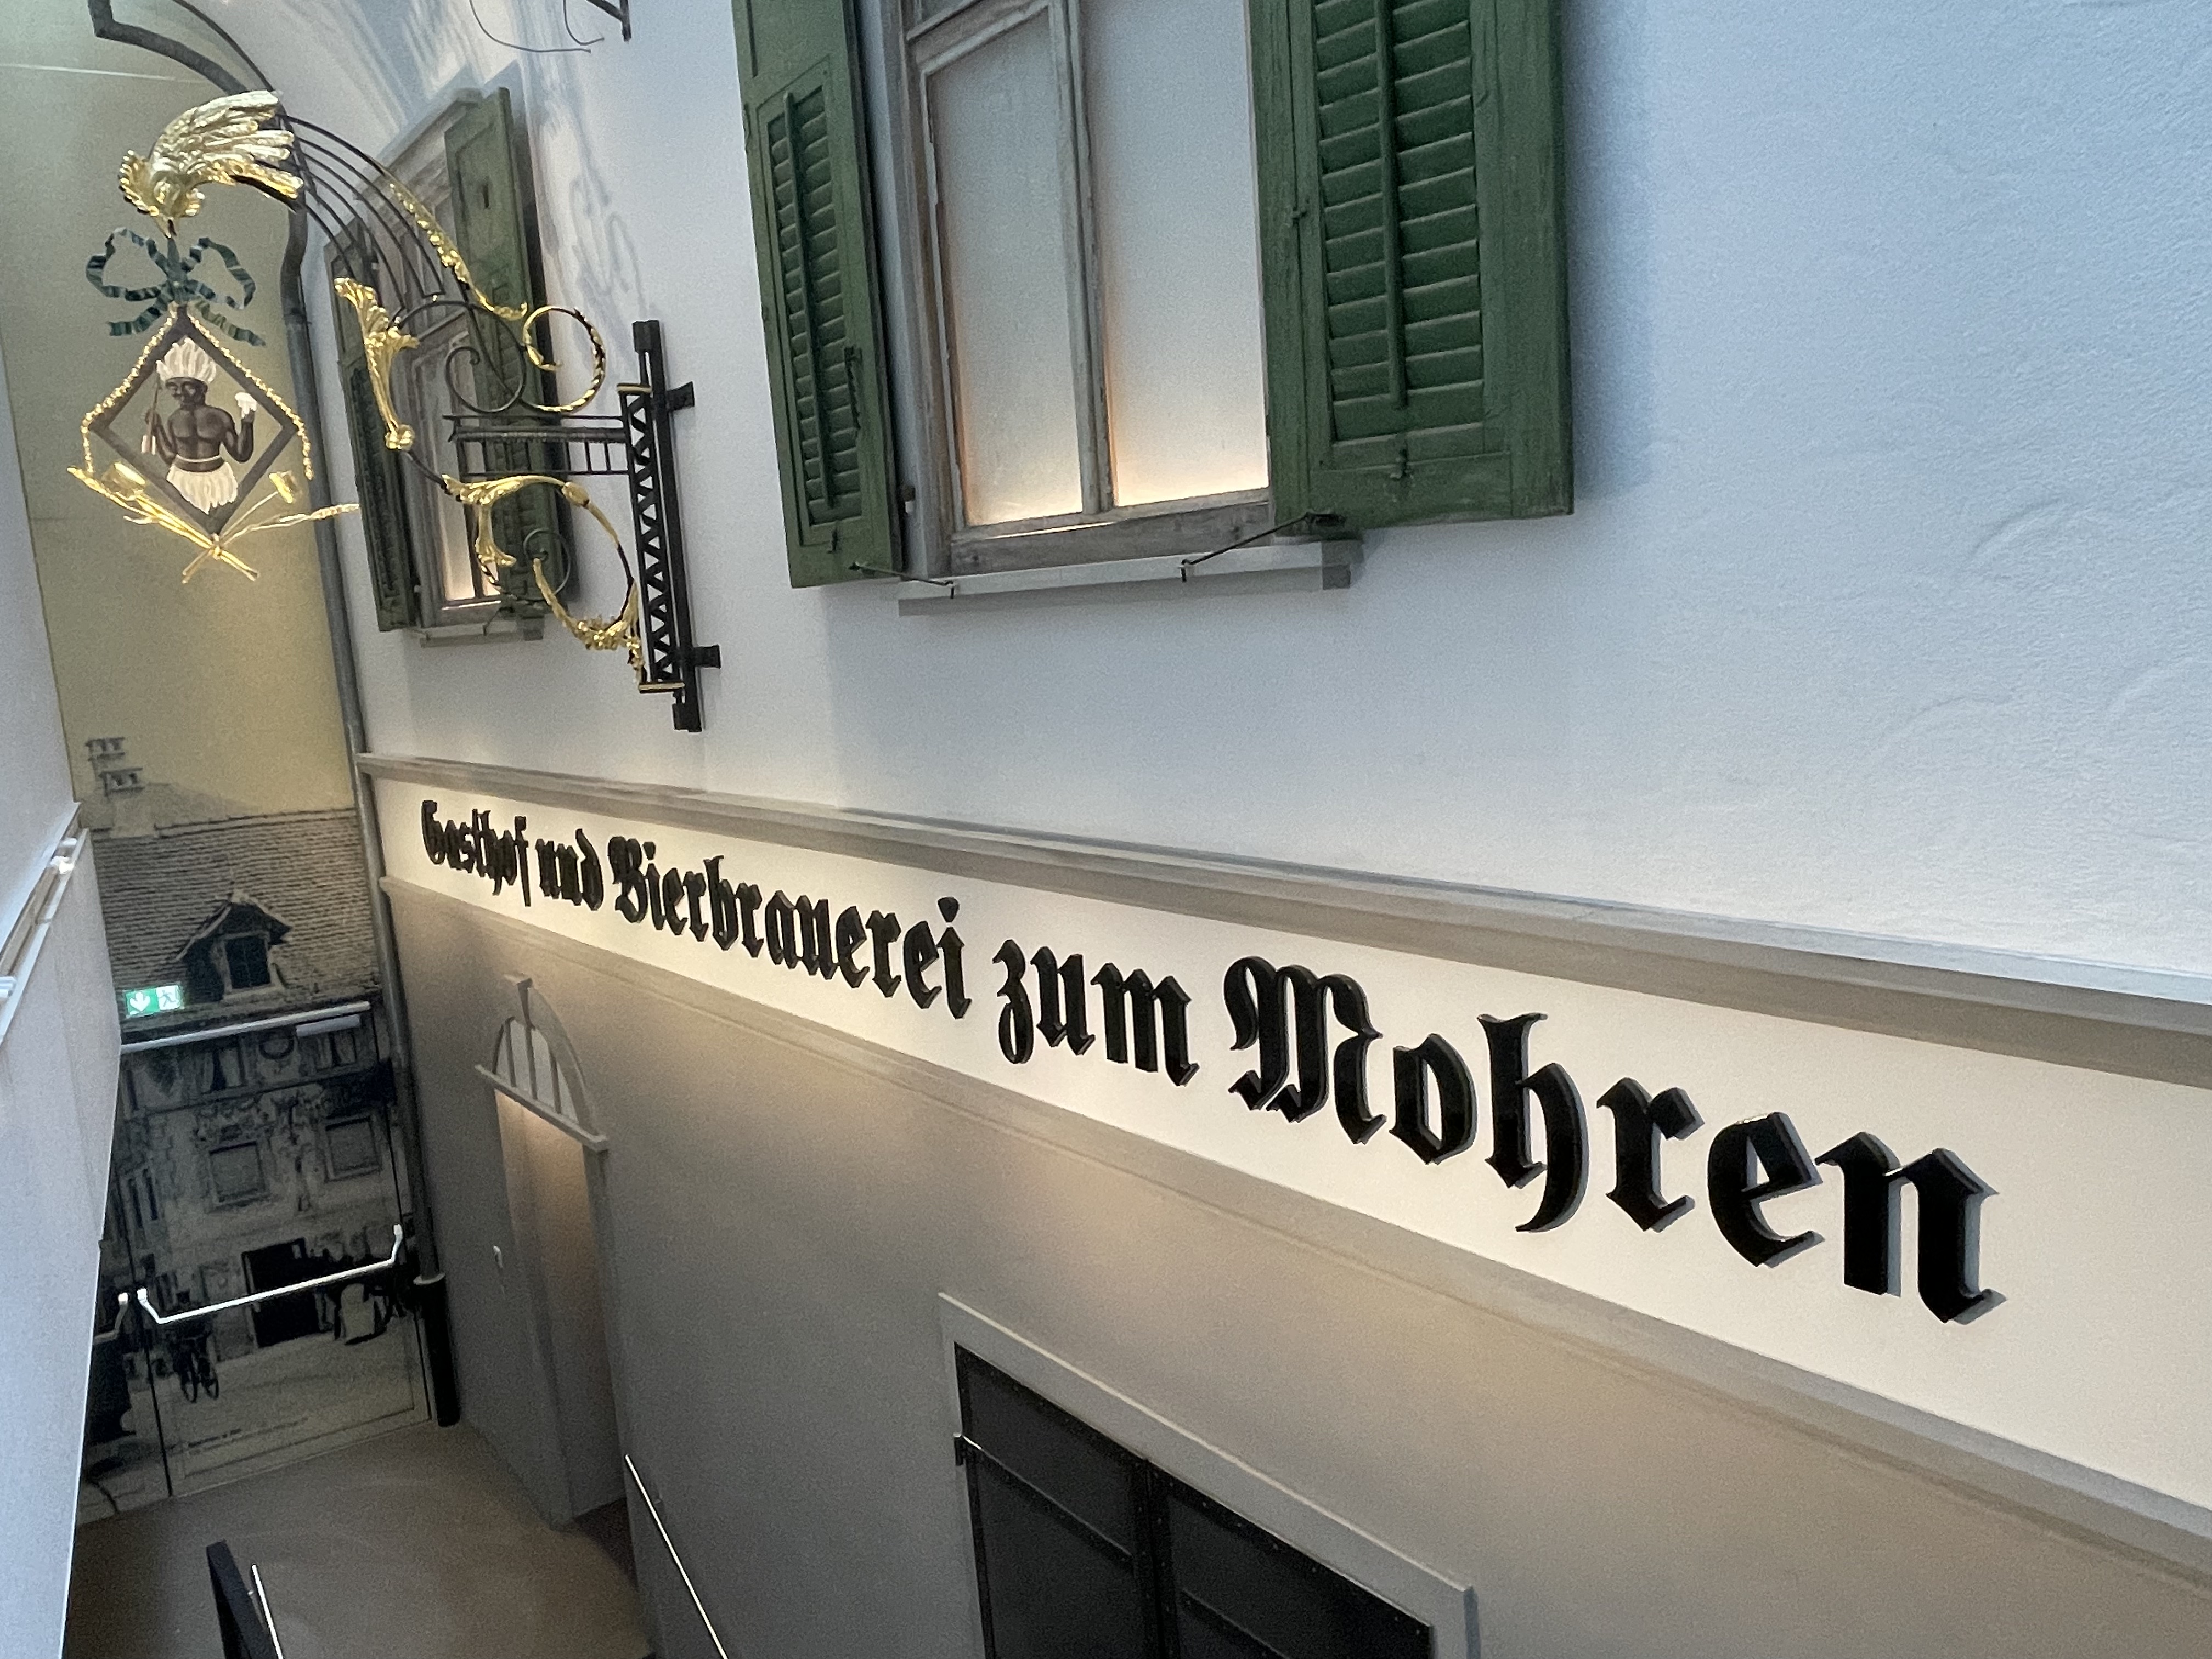 Gasthof und Bierbrauerei zum Mohren